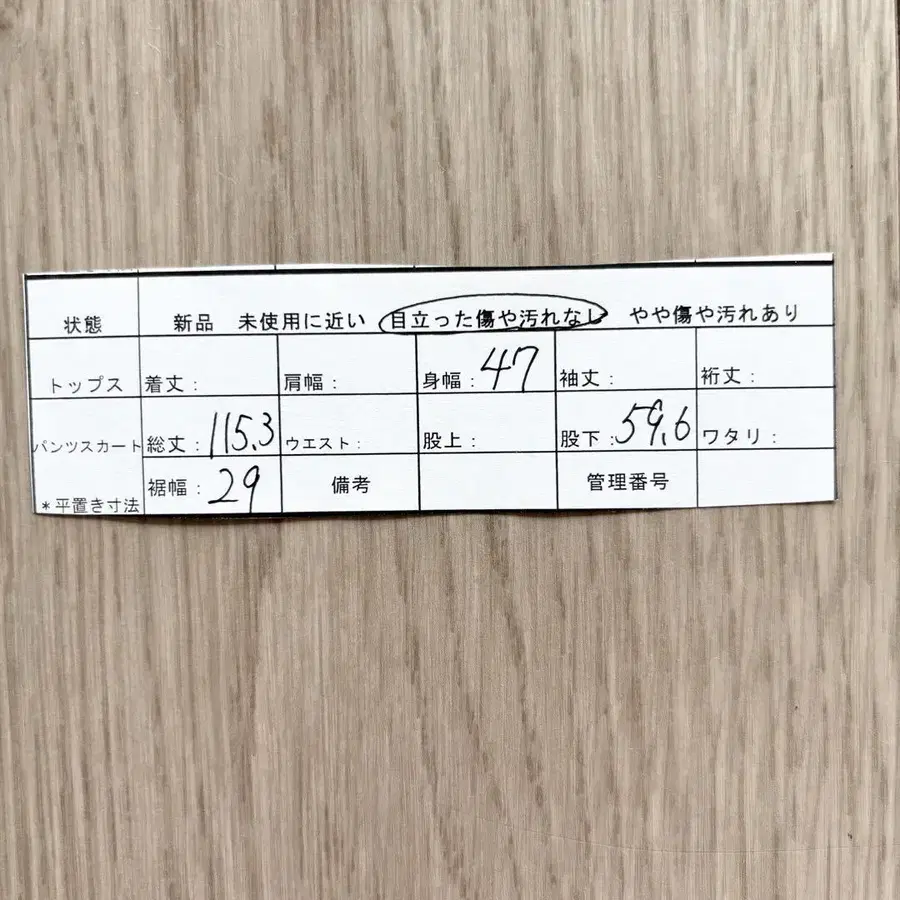 状態 新品 未使用に近い 目立った傷や汚れなし やや傷や汚れあり
トップス 着丈： 肩幅： 身幅：47 袖丈： 裄丈：
パンツスカート 総丈：115.3 ウエスト： 股上： 股下：59.6 ワタリ：
*平置き寸法 裾幅：29 備考 管理番号